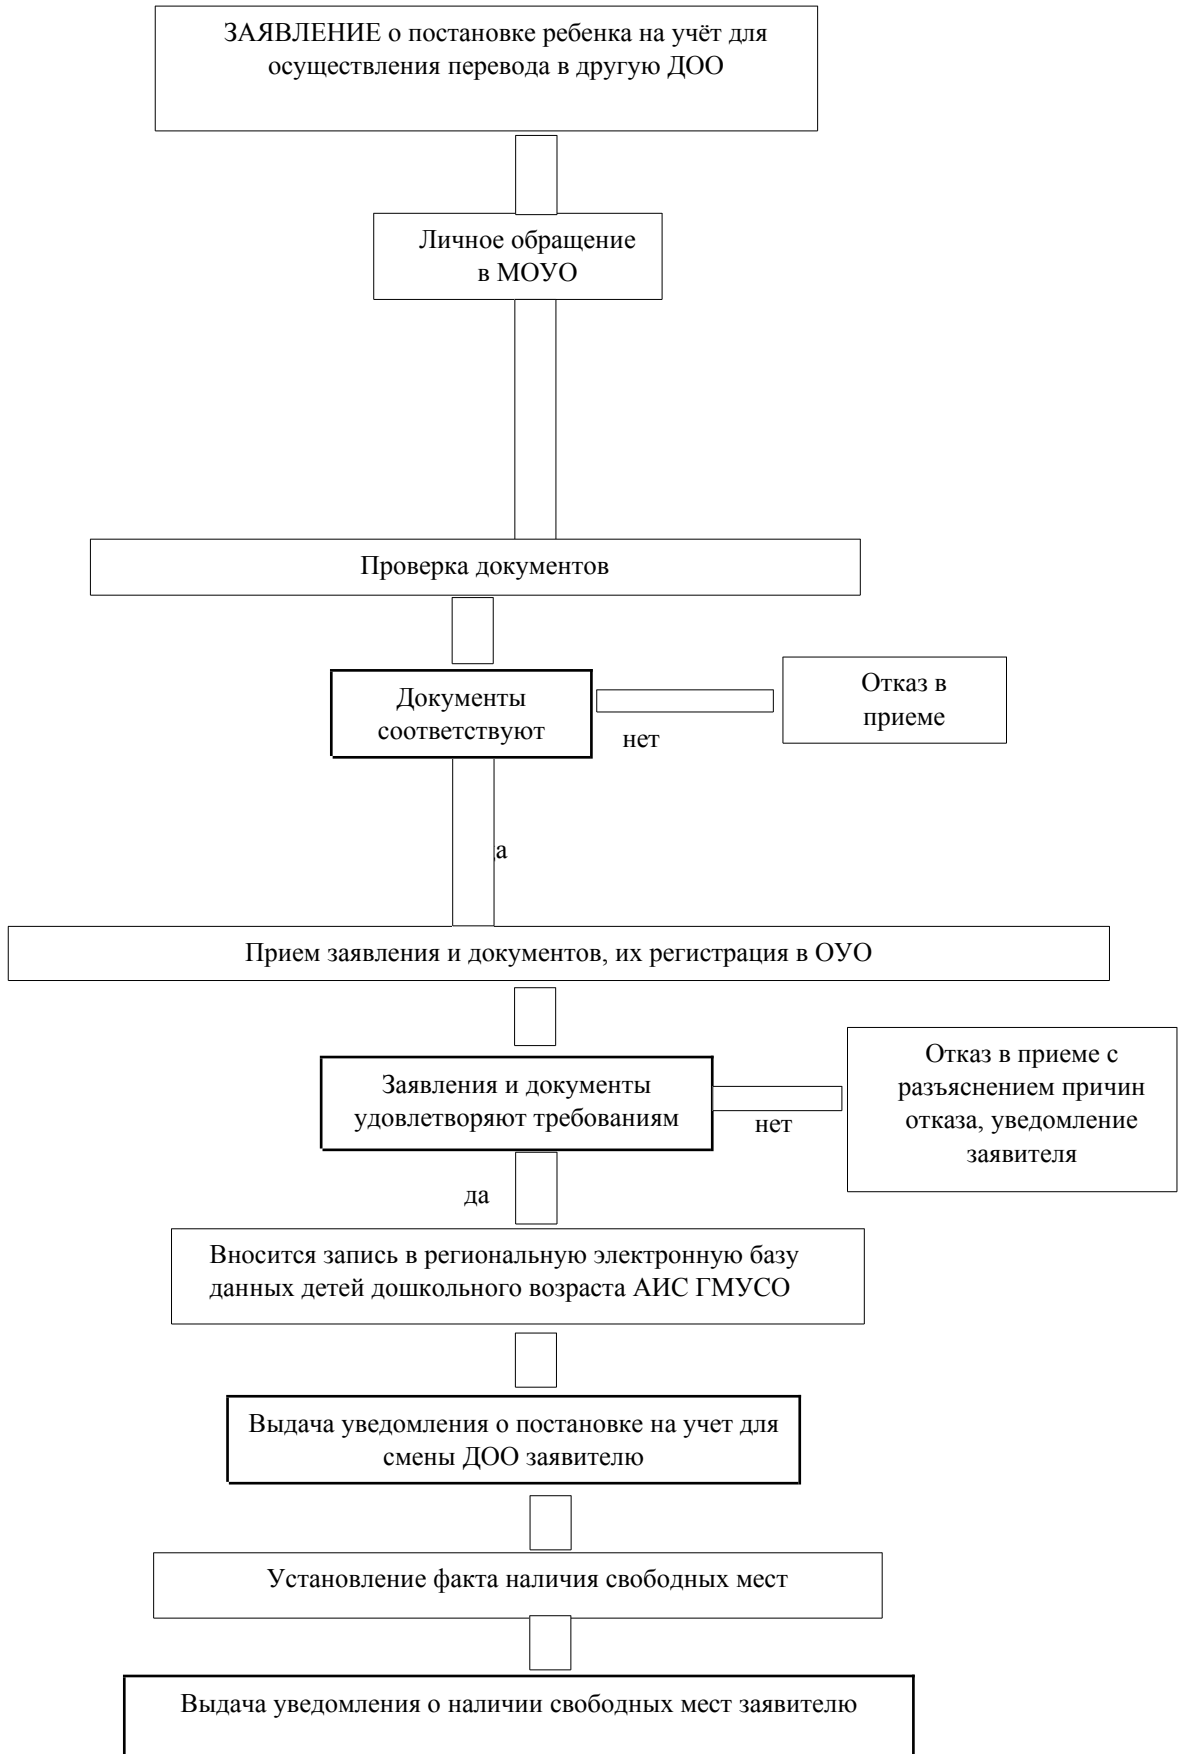 ЗАЯВЛЕНИЕ о постановке ребенка на учёт для
осуществления перевода в другую ДОО
Личное обращение
в МОУО
Проверка документов
Документы
соответствуют
нет
Отказ в
приеме
а
Прием заявления и документов, их регистрация в ОУО
Заявления и документы
удовлетворяют требованиям
нет
Отказ в приеме с
разъяснением причин
отказа, уведомление
заявителя
да
Вносится запись в региональную электронную базу
данных детей дошкольного возраста АИС ГМУСО
Выдача уведомления о постановке на учет для
смены ДОО заявителю
Установление факта наличия свободных мест
Выдача уведомления о наличии свободных мест заявителю